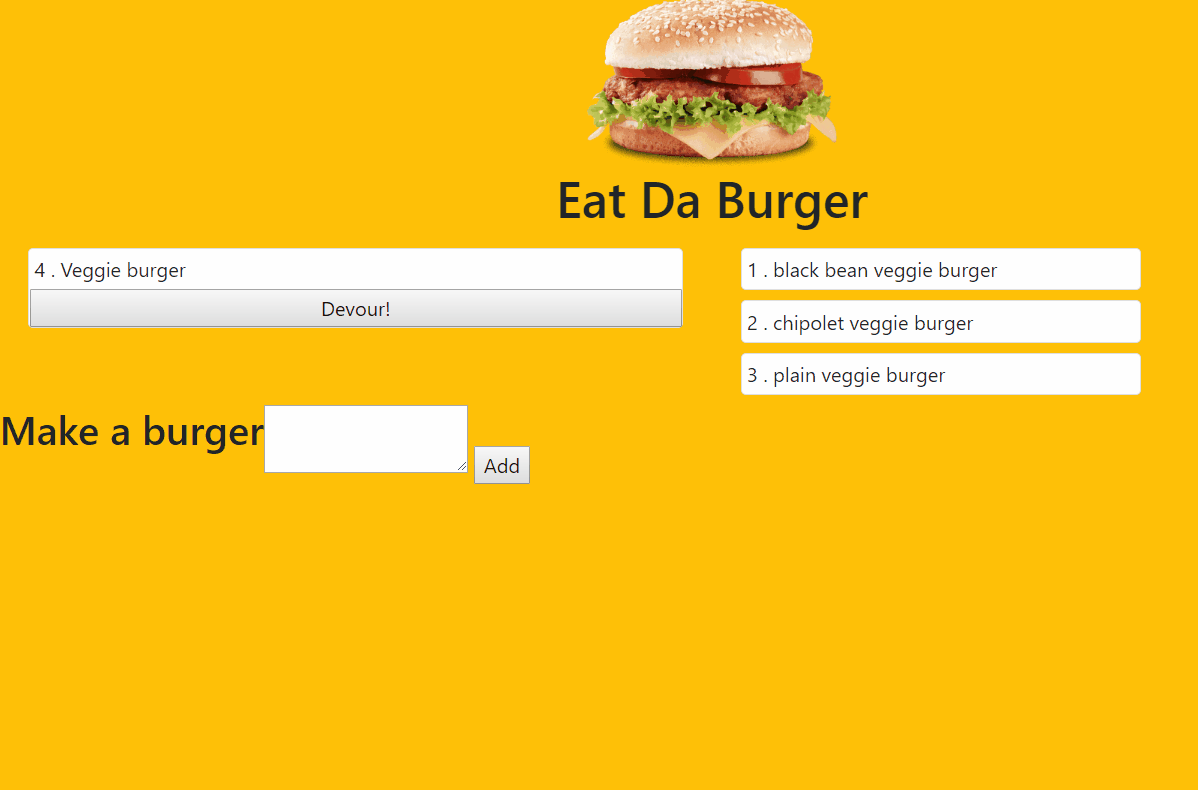 Eat Da Burger
4 . Veggie burger
Devour!
1 . black bean veggie burger
2 . chipolet veggie burger
3 . plain veggie burger
Make a burger
Add